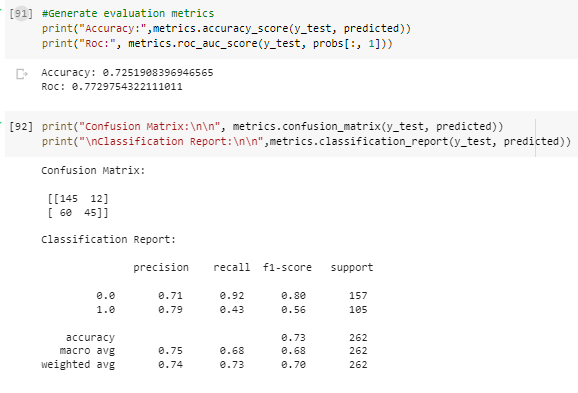 [91] #Generate evaluation metrics
print("Accuracy:",metrics.accuracy_score(y_test, predicted))
print("Roc:", metrics.roc_auc_score(y_test, probs[:, 1]))
Accuracy: 0.7251908396946565
Roc: 0.7729754322111011
[92] print("Confusion Matrix:\n\n", metrics.confusion_matrix(y_test, predicted))
print("\nClassification Report:\n\n",metrics.classification_report(y_test, predicted))
Confusion Matrix:
[[145 12]
[ 60 45]]
Classification Report:
precision recall f1-score support
0.0 0.71 0.92 0.80 157
1.0 0.79 0.43 0.56 105
accuracy 0.73 262
macro avg 0.75 0.68 0.68 262
weighted avg 0.74 0.73 0.70 262